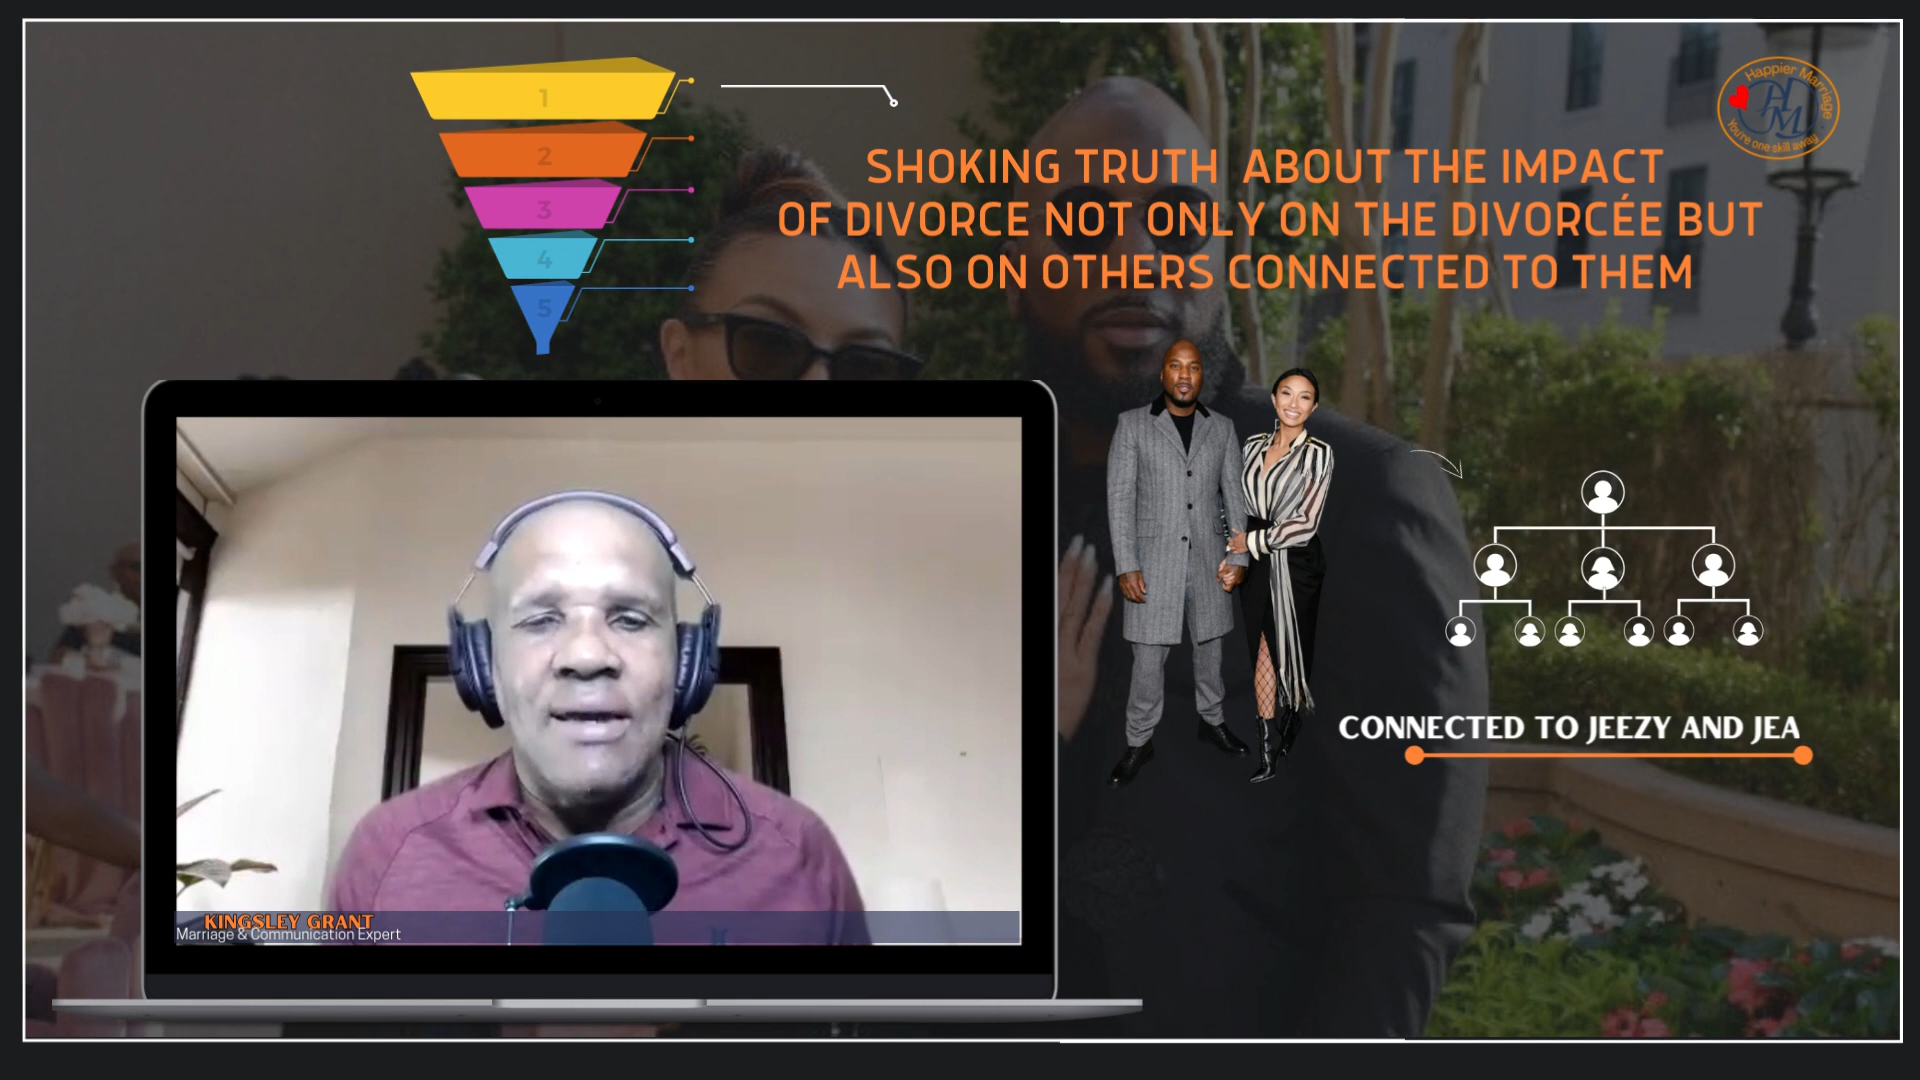 1
2
3
4
5
Happier Marriage
HM
You're one skill away
SHOKING TRUTH ABOUT THE IMPACT
OF DIVORCE NOT ONLY ON THE DIVORCÉE BUT
ALSO ON OTHERS CONNECTED TO THEM
CONNECTED TO JEEZY AND JEA
KINGSLEY GRANT
Marriage & Communication Expert